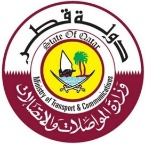 دولة قطر
State Of Qatar
Ministry of Transport & Communications
وزارة المواصلات والاتصالات